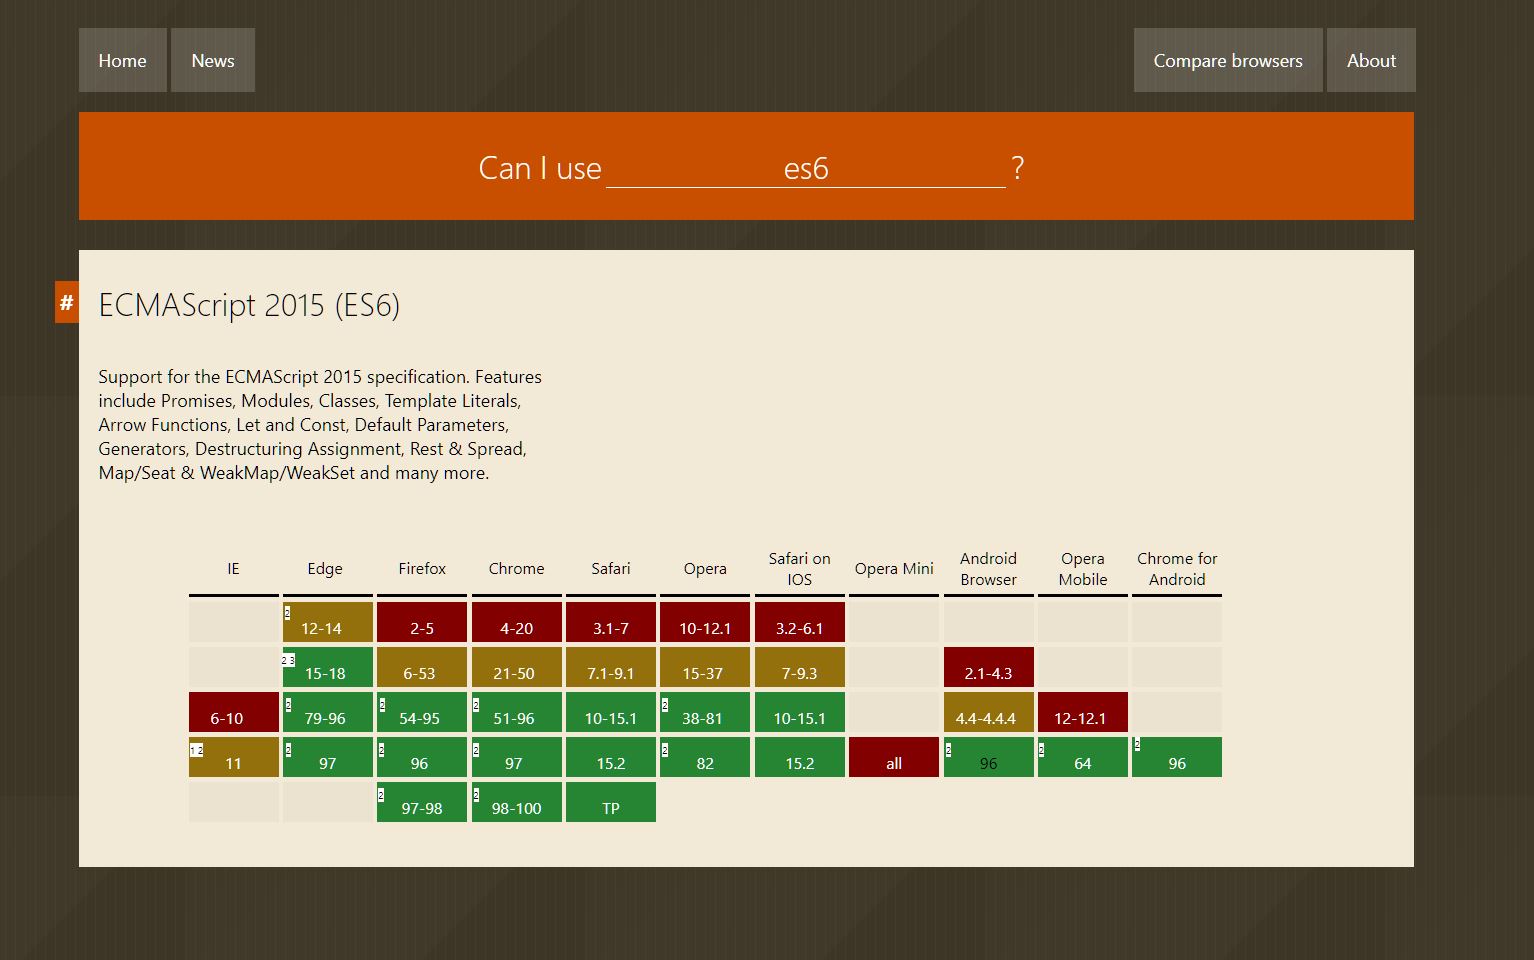 Home News Compare browsers About
Can I use es6 ?
#
ECMAScript 2015 (ES6)
Support for the ECMAScript 2015 specification. Features
include Promises, Modules, Classes, Template Literals,
Arrow Functions, Let and Const, Default Parameters,
Generators, Destructuring Assignment, Rest & Spread,
Map/Seat & WeakMap/WeakSet and many more.
IE Edge Firefox Chrome Safari Opera Safari on IOS Opera Mini Android Browser Opera Mobile Chrome for Android
2 12-14 2-5 4-20 3.1-7 10-12.1 3.2-6.1
2 3 15-18 6-53 21-50 7.1-9.1 15-37 7-9.3 2.1-4.3
6-10 2 79-96 2 54-95 2 51-96 10-15.1 2 38-81 10-15.1 4.4-4.4.4 12-12.1
1 2 11 2 97 2 96 2 97 15.2 2 82 15.2 all 2 96 2 64 2 96
2 97-98 2 98-100 TP